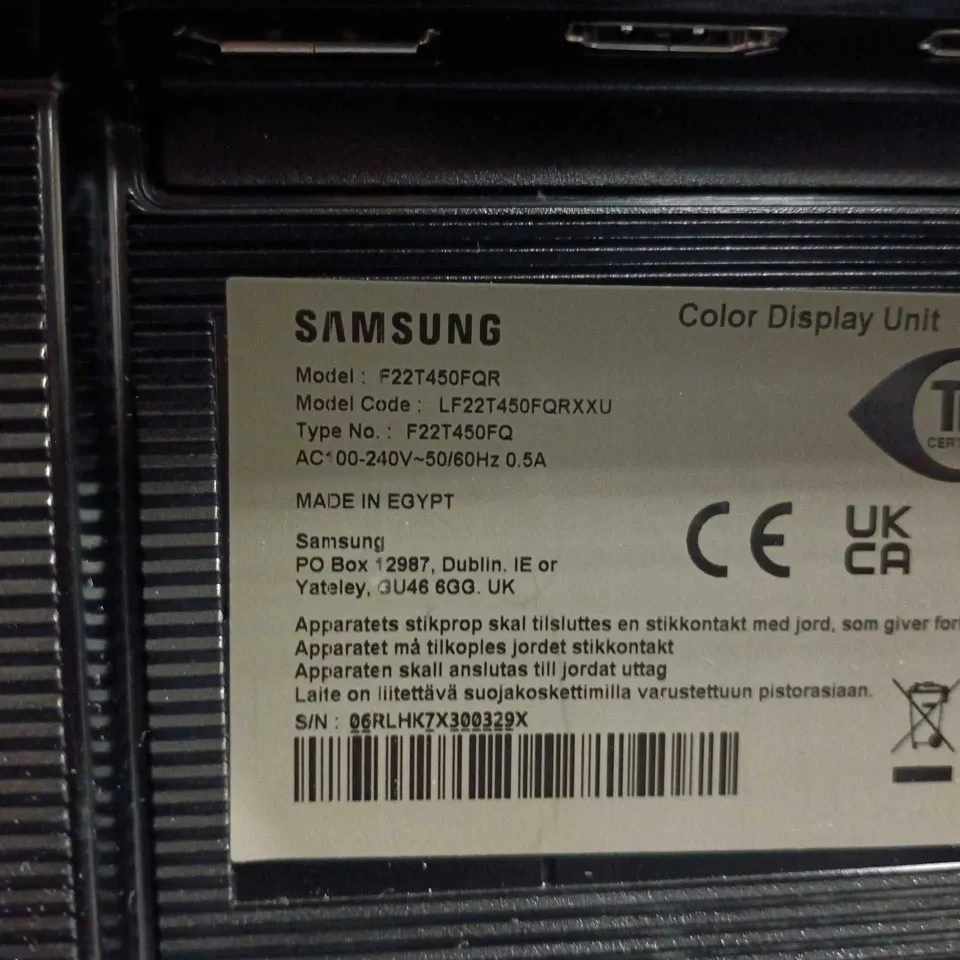 SAMSUNG
Color Display Unit
Model : F22T450FQR
Model Code : LF22T450FQRXXU
Type No. : F22T450FQ
AC100-240V~50/60Hz 0.5A
MADE IN EGYPT
CE
UK
CA
Samsung
PO Box 12987, Dublin. IE or
Yateley, GU46 6GG. UK
Apparatets stikprop skal tilsluttes en stikkontakt med jord, som giver
Apparatet må tilkoples jordet stikkontakt
Apparaten skall anslutas till jordat uttag
Laite on liitettävä suojakoskettimilla varustettuun pistorasiaan.
S/N : 06RLHK7X300329X